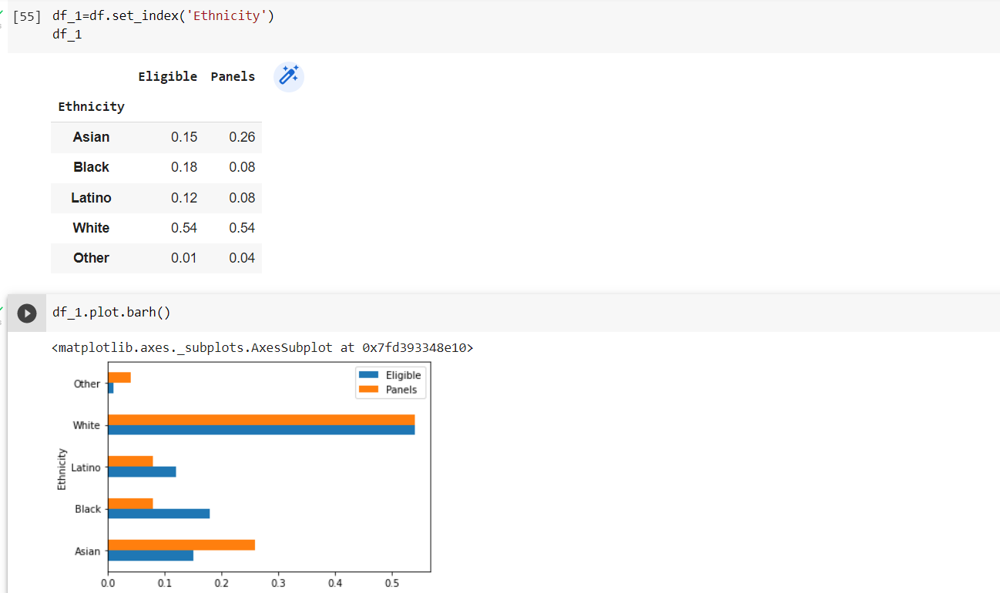 [55] df_1=df.set_index('Ethnicity')
df_1
Eligible Panels
Ethnicity
Asian 0.15 0.26
Black 0.18 0.08
Latino 0.12 0.08
White 0.54 0.54
Other 0.01 0.04
df_1.plot.barh()
<matplotlib.axes._subplots.AxesSubplot at 0x7fd393348e10>
Eligible
Panels
Other
White
Latino
Black
Asian
Ethnicity
0.0 0.1 0.2 0.3 0.4 0.5